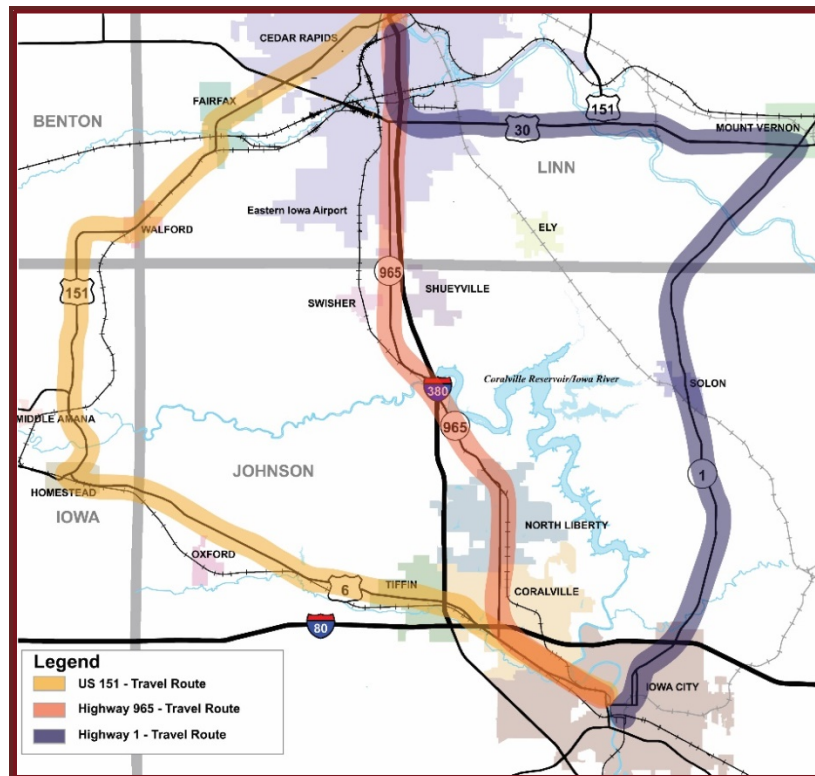 CEDAR RAPIDS
FAIRFAX
151
BENTON
30
MOUNT VERNON
LINN
Eastern Iowa Airport
WALFORD
ELY
965
151
SWISHER
SHUEYVILLE
380
Coralville Reservoir/Iowa River
SOLON
MIDDLE AMANA
965
JOHNSON
1
HOMESTEAD
IOWA
NORTH LIBERTY
OXFORD
6
TIFFIN
CORALVILLE
80
IOWA CITY
Legend
US 151 - Travel Route
Highway 965 - Travel Route
Highway 1 - Travel Route